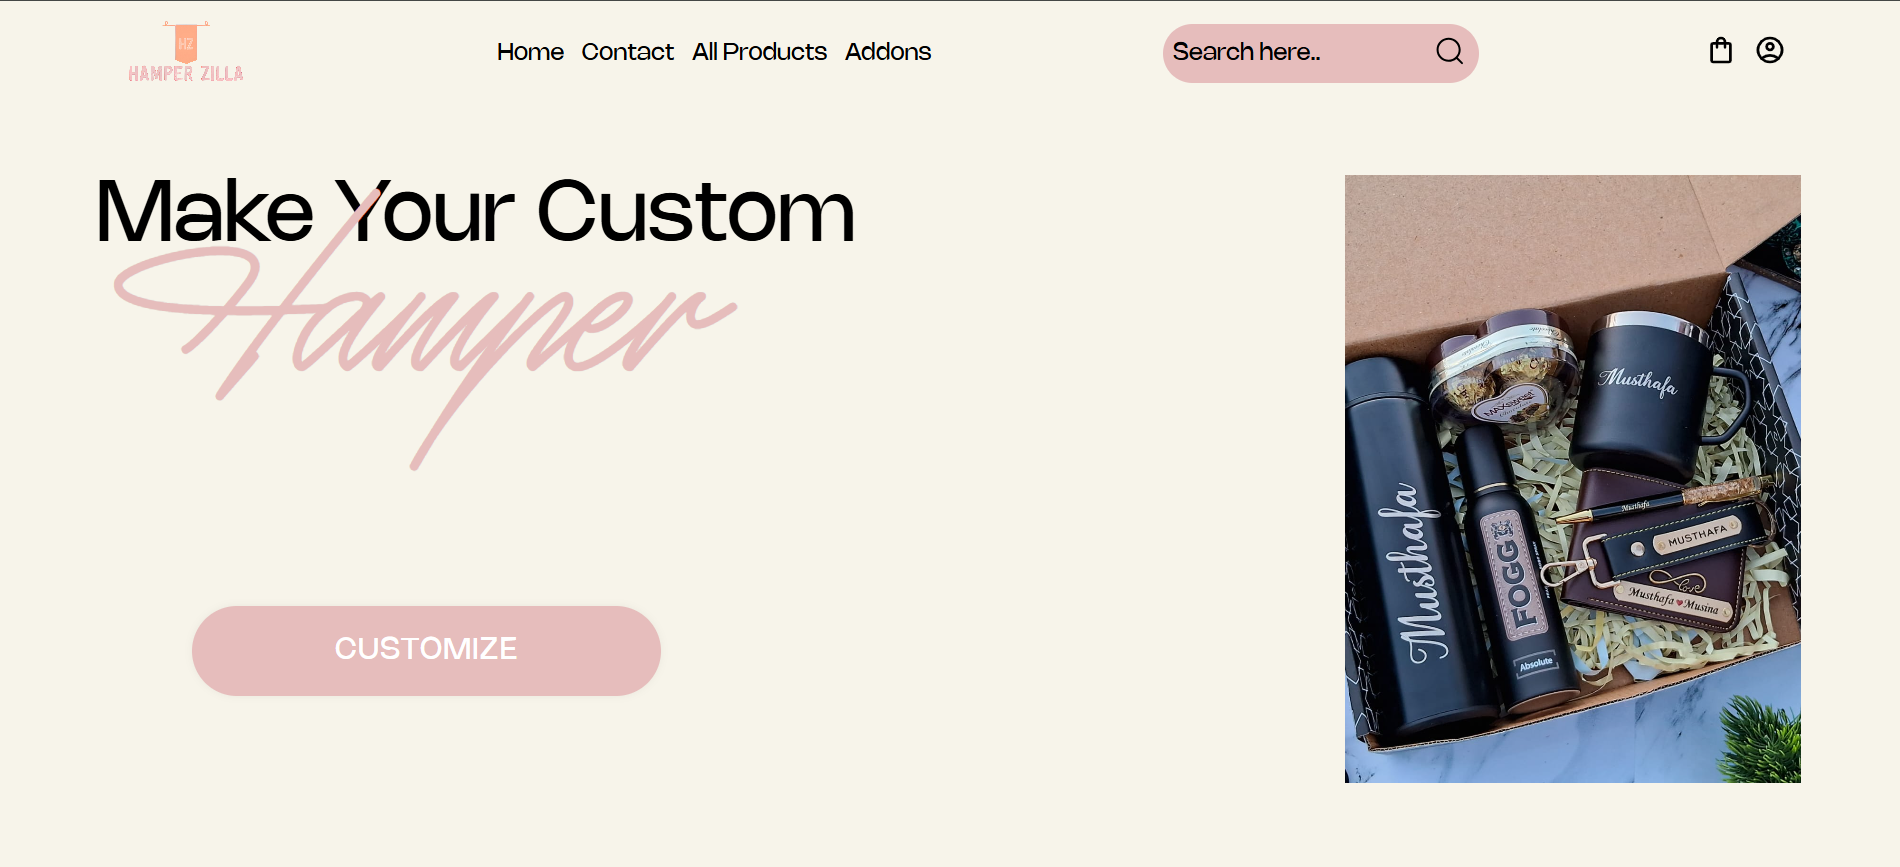 HZ
HAMPER ZILLA
Home Contact All Products Addons
Search here..
Make Your Custom
Hamper
CUSTOMIZE
MAXSORBET
Musthafa
Musthafa
FOGG
Absolute
Musthafa
MUSTHAFA
Love
Musthafa ❤ Musina